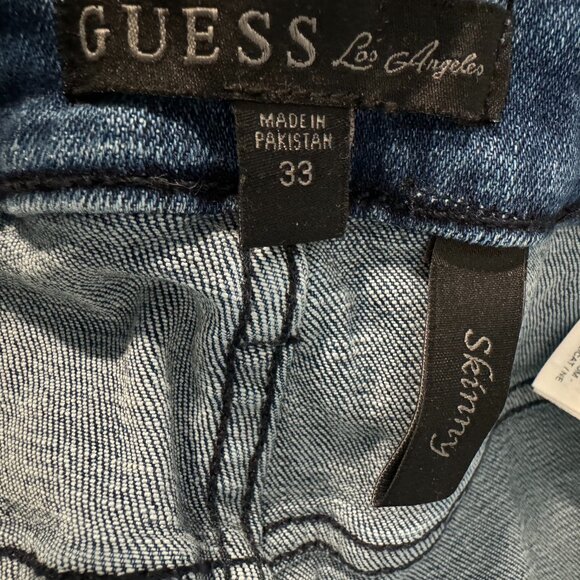 GUESS Los Angeles
MADE IN
PAKISTAN
33
Skinny